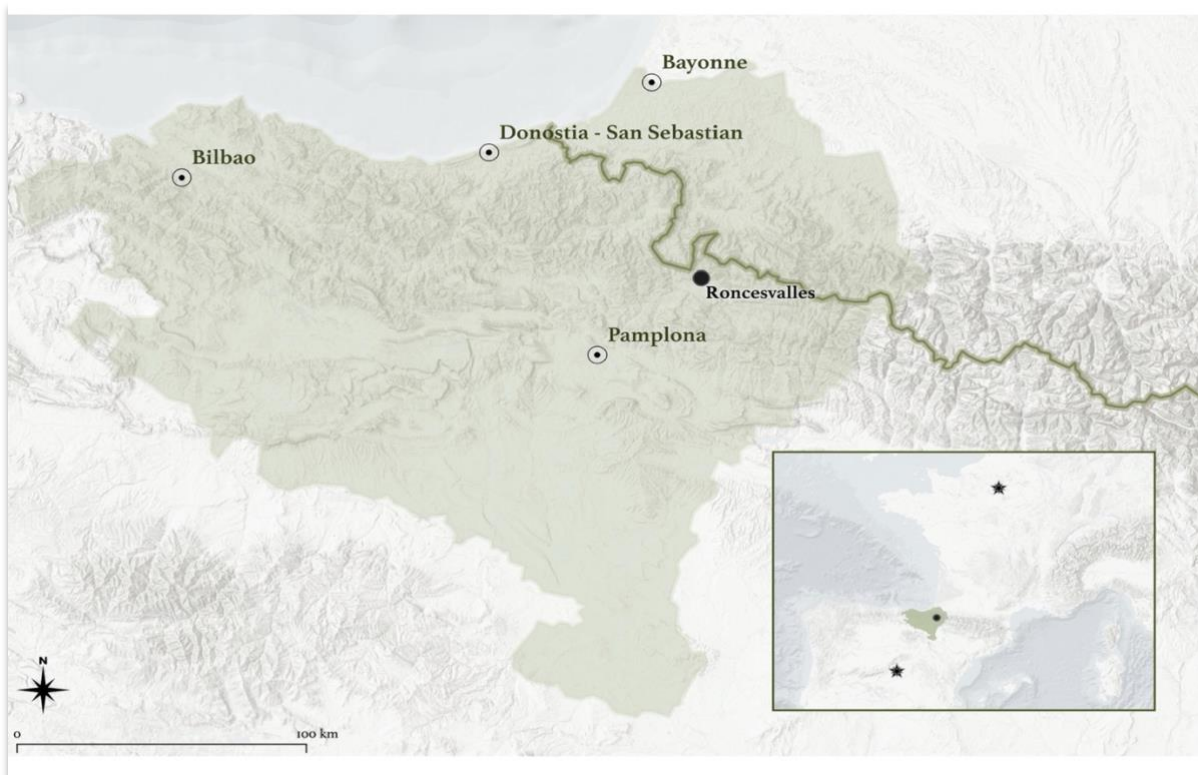 Bayonne
Donostia - San Sebastian
Bilbao
Roncesvalles
Pamplona
N
0 100 km